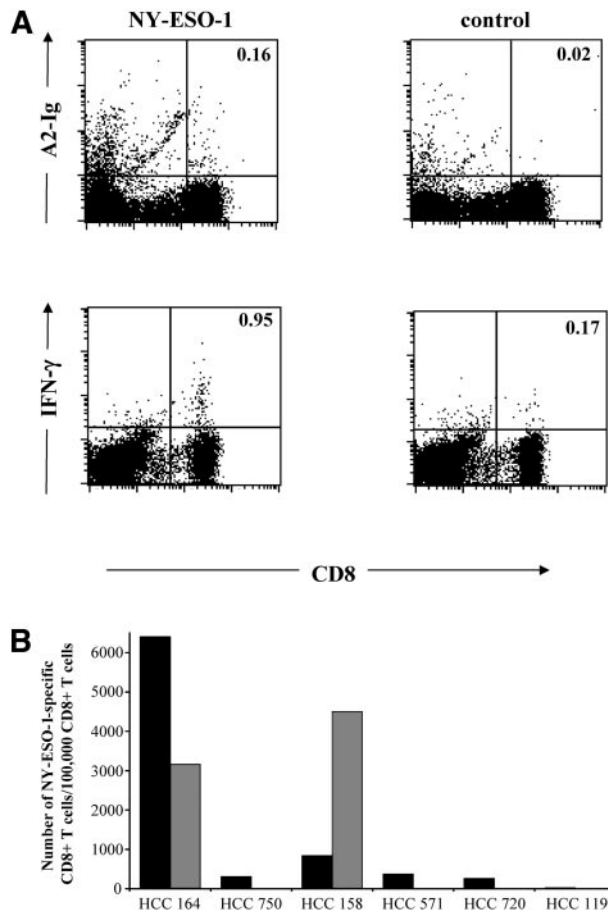 A
NY-ESO-1
control
A2-Ig
0.16
0.02
IFN-γ
0.95
0.17
CD8
B
Number of NY-ESO-1-specific
CD8+ T cells/100,000 CD8+ T cells
6000
5000
4000
3000
2000
1000
0
HCC 164
HCC 750
HCC 158
HCC 571
HCC 720
HCC 119